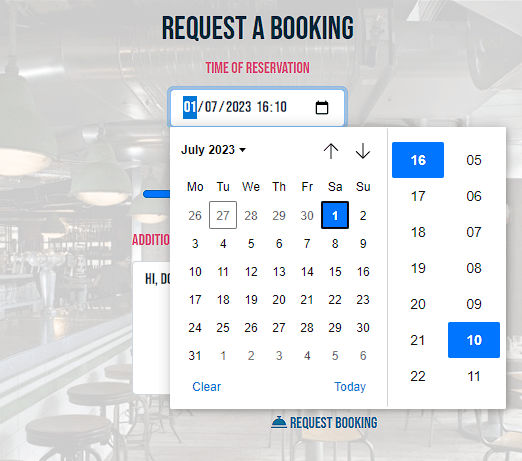 REQUEST A BOOKING
TIME OF RESERVATION
01/07/2023 16:10
July 2023
Mo Tu We Th Fr Sa Su
26 27 28 29 30 1 2
3 4 5 6 7 8 9
10 11 12 13 14 15 16
17 18 19 20 21 22 23
24 25 26 27 28 29 30
31 1 2 3 4 5 6
Clear Today
16 05
17 06
18 07
19 08
20 09
21 10
22 11
HI,
REQUEST BOOKING